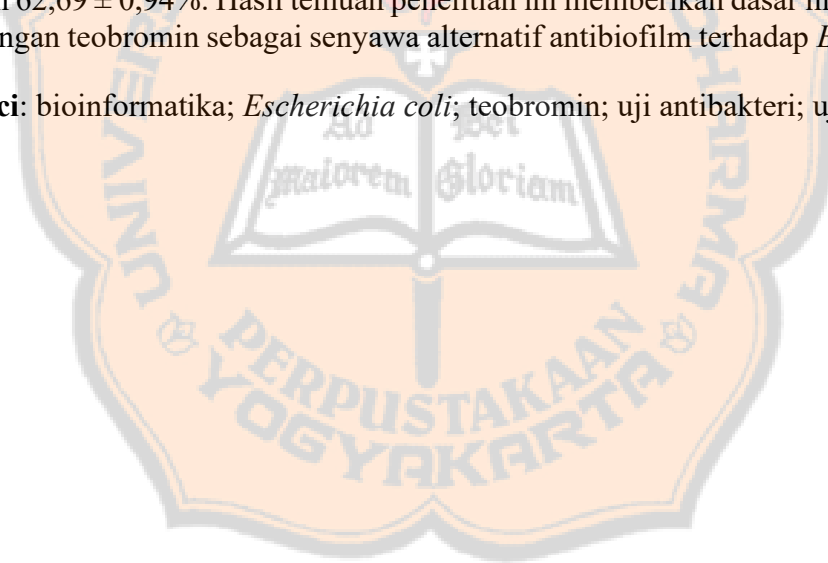 62,69 ± 0,94%. Hasil temuan penelitian ini memberikan dasar
ngan teobromin sebagai senyawa alternatif antibiofilm terhadap E
ci: bioinformatika; Escherichia coli; teobromin; uji antibakteri; u
Ad Dei
Maiorem Gloriam
PERPUSTAKAAN
YOGYAKARTA